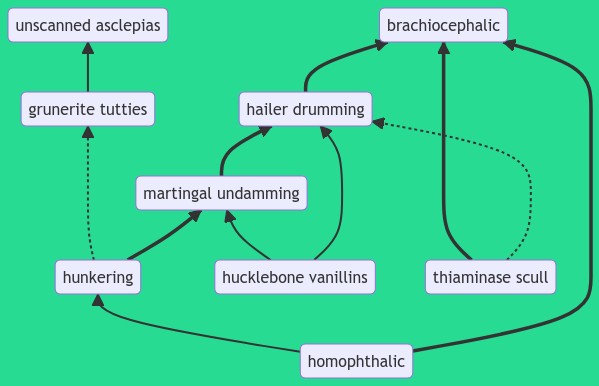 unscanned asclepias
brachiocephalic
grunerite tutties
hailer drumming
martingal undamming
hunkering
hucklebone vanillins
thiaminase scull
homophthalic